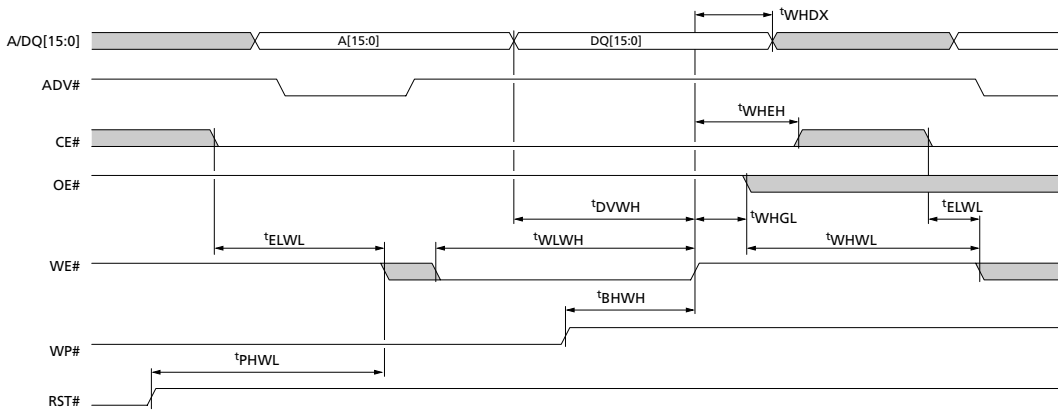 tWHDX
A/DQ[15:0] A[15:0] DQ[15:0]
ADV#
tWHEH
CE#
OE#
tDVWH tWHGL tELWL
tELWL tWLWH tWHWL
WE#
tBHWH
WP#
tPHWL
RST#